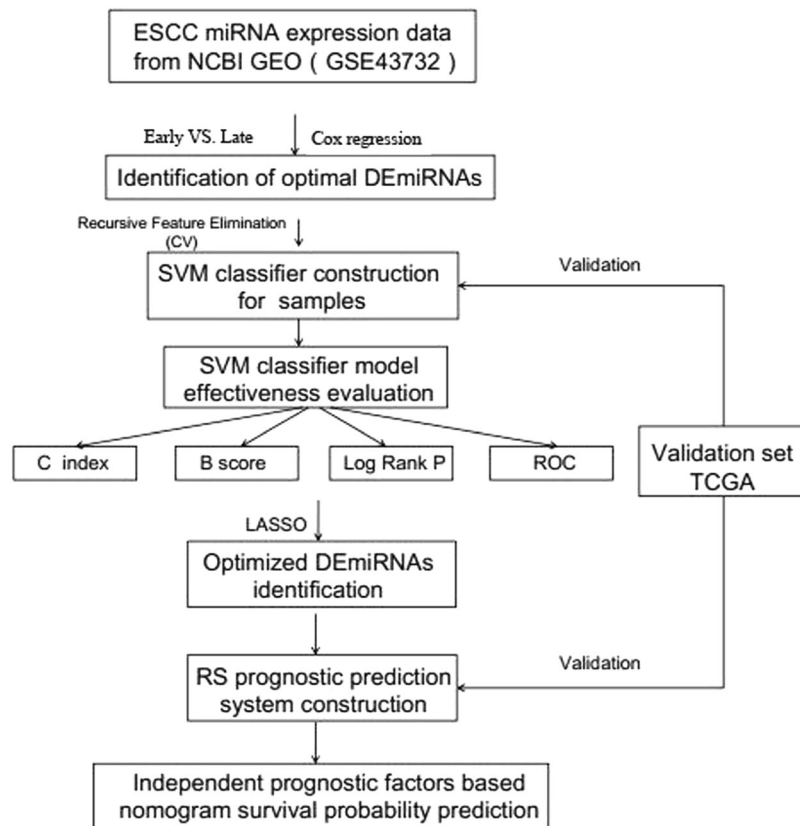 ESCC miRNA expression data
from NCBI GEO ( GSE43732 )
Early VS. Late
Cox regression
Identification of optimal DEmiRNAs
Recursive Feature Elimination
(CV)
SVM classifier construction
for samples
Validation
SVM classifier model
effectiveness evaluation
C index
B score
Log Rank P
ROC
Validation set
TCGA
LASSO
Optimized DEmiRNAs
identification
RS prognostic prediction
system construction
Validation
Independent prognostic factors based
nomogram survival probability prediction